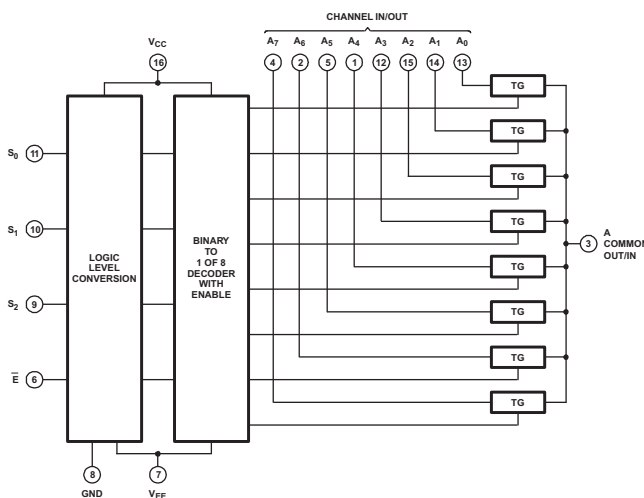 CHANNEL IN/OUT
VCC
A7 A6 A5 A4 A3 A2 A1 A0
16
4 2 5 1 12 15 14 13
TG
TG
S0 11
TG
TG
S1 10
LOGIC
LEVEL
CONVERSION
BINARY
TO
1 OF 8
DECODER
WITH
ENABLE
3
A
COMMON
OUT/IN
TG
S2 9
TG
TG
E̅ 6
TG
8
7
GND
VEE